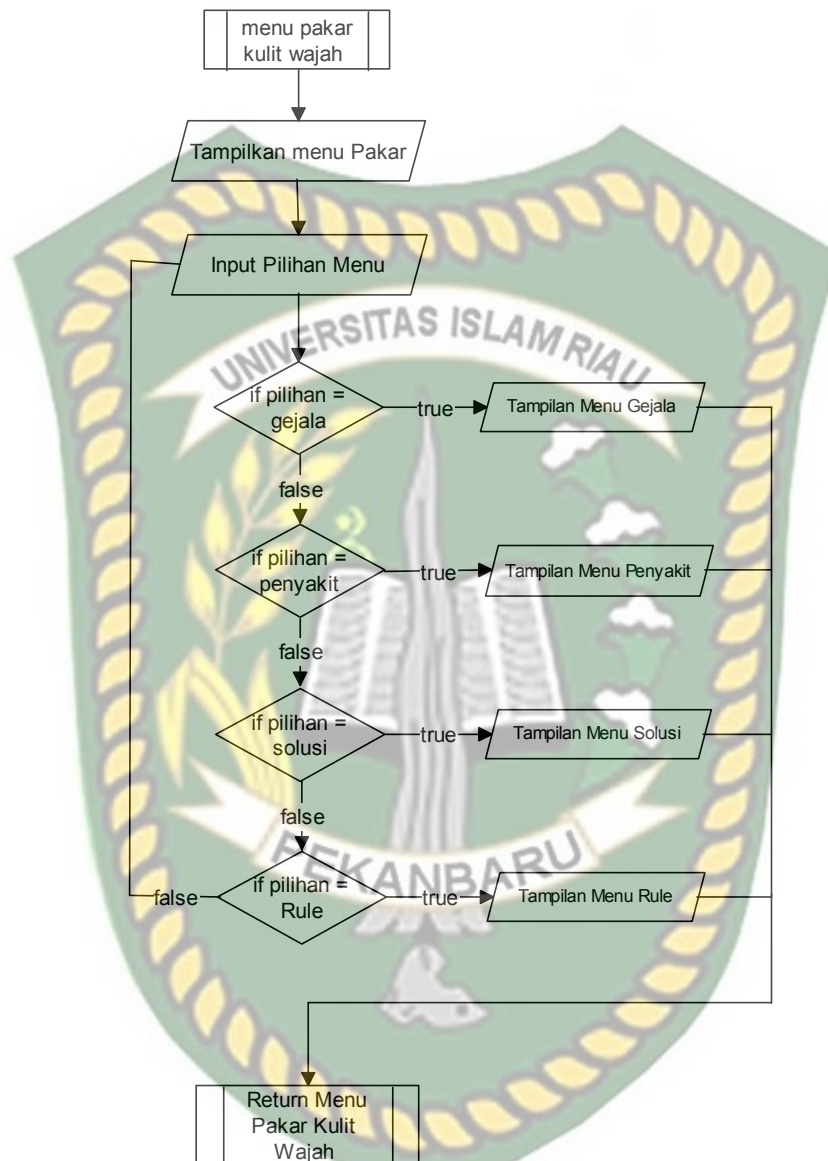 menu pakar
kulit wajah
Tampilkan menu Pakar
Input Pilihan Menu
UNIVERSITAS ISLAM RIAU
if pilihan =
gejala
true
Tampilan Menu Gejala
false
if pilihan =
penyakit
true
Tampilan Menu Penyakit
false
if pilihan =
solusi
true
Tampilan Menu Solusi
false
PEKANBARU
if pilihan =
Rule
false
true
Tampilan Menu Rule
Return Menu
Pakar Kulit
Wajah